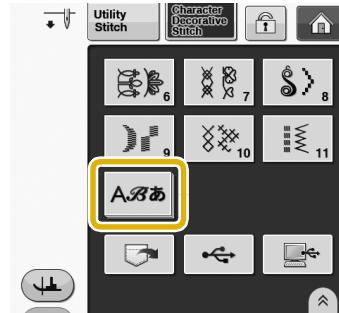 Utility
Stitch
Character
Decorative
Stitch
6
7
8
9
10
11
Aℬあ